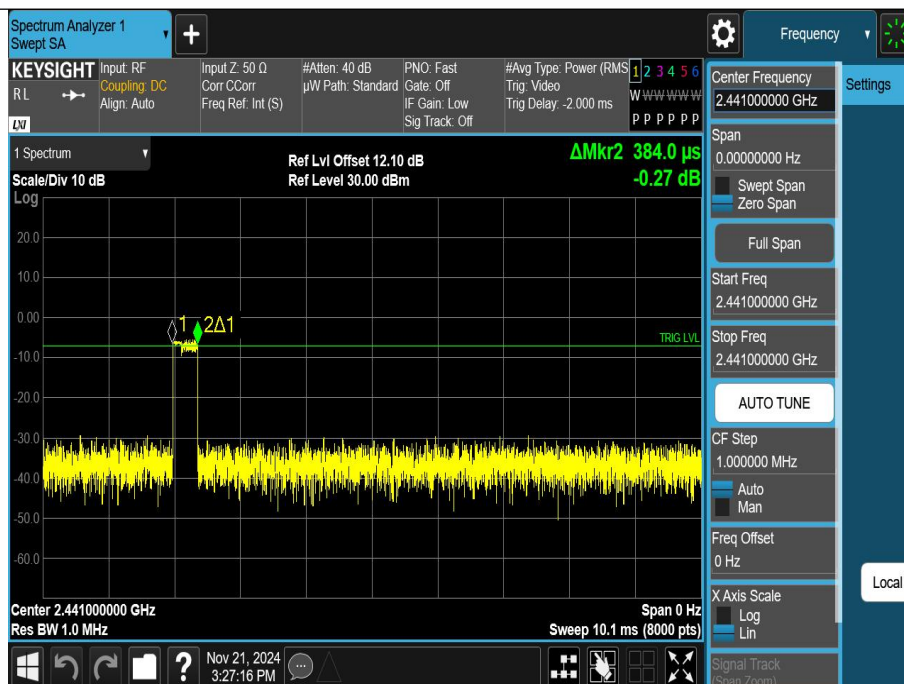 Spectrum Analyzer 1
Swept SA
+
Frequency
KEYSIGHT
RL
LXI
Input: RF
Coupling: DC
Align: Auto
Input Z: 50 Ω
Corr CCorr
Freq Ref: Int (S)
#Atten: 40 dB
µW Path: Standard
PNO: Fast
Gate: Off
IF Gain: Low
Sig Track: Off
#Avg Type: Power (RMS
Trig: Video
Trig Delay: -2.000 ms
1 2 3 4 5 6
W W W W W W
P P P P P P
Settings
1 Spectrum
Scale/Div 10 dB
Log
Ref Lvl Offset 12.10 dB
Ref Level 30.00 dBm
ΔMkr2 384.0 µs
-0.27 dB
20.0
10.0
0.00
-10.0
-20.0
-30.0
-40.0
-50.0
-60.0
1
2Δ1
TRIG LVL
Center 2.441000000 GHz
Res BW 1.0 MHz
Span 0 Hz
Sweep 10.1 ms (8000 pts)
Center Frequency
2.441000000 GHz
Span
0.00000000 Hz
Swept Span
Zero Span
Full Span
Start Freq
2.441000000 GHz
Stop Freq
2.441000000 GHz
AUTO TUNE
CF Step
1.000000 MHz
Auto
Man
Freq Offset
0 Hz
X Axis Scale
Log
Lin
Signal Track
(Span Zoom)
Local
?
Nov 21, 2024
3:27:16 PM